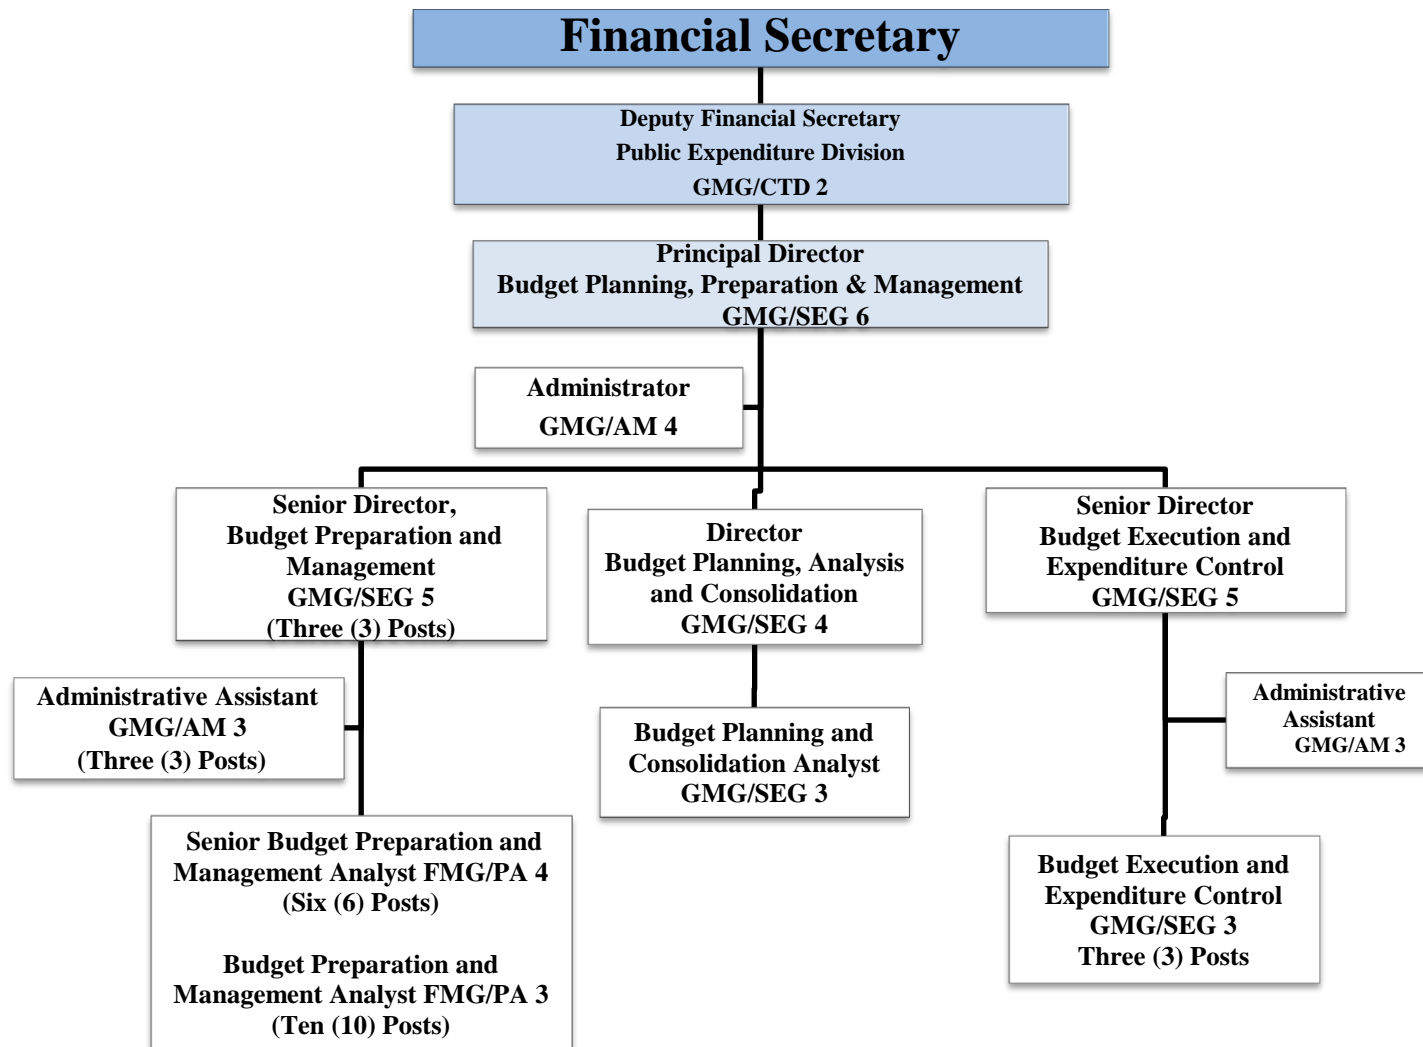 Financial Secretary
Deputy Financial Secretary
Public Expenditure Division
GMG/CTD 2
Principal Director
Budget Planning, Preparation & Management
GMG/SEG 6
Administrator
GMG/AM 4
Senior Director,
Budget Preparation and
Management
GMG/SEG 5
(Three (3) Posts)
Director
Budget Planning, Analysis
and Consolidation
GMG/SEG 4
Senior Director
Budget Execution and
Expenditure Control
GMG/SEG 5
Administrative Assistant
GMG/AM 3
(Three (3) Posts)
Budget Planning and
Consolidation Analyst
GMG/SEG 3
Administrative
Assistant
GMG/AM 3
Senior Budget Preparation and
Management Analyst FMG/PA 4
(Six (6) Posts)
Budget Preparation and
Management Analyst FMG/PA 3
(Ten (10) Posts)
Budget Execution and
Expenditure Control
GMG/SEG 3
Three (3) Posts